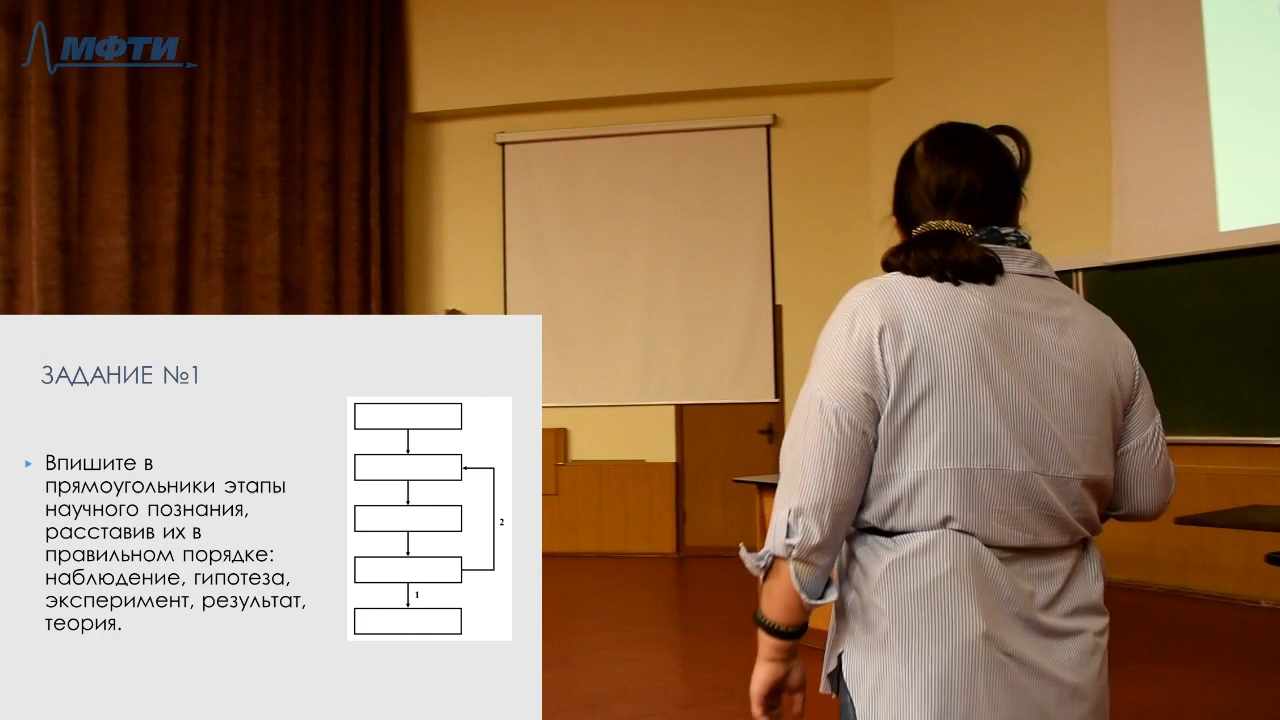 МФТИ
ЗАДАНИЕ №1
Впишите в
прямоугольники этапы
научного познания,
расставив их в
правильном порядке:
наблюдение, гипотеза,
эксперимент, результат,
теория.
2
1